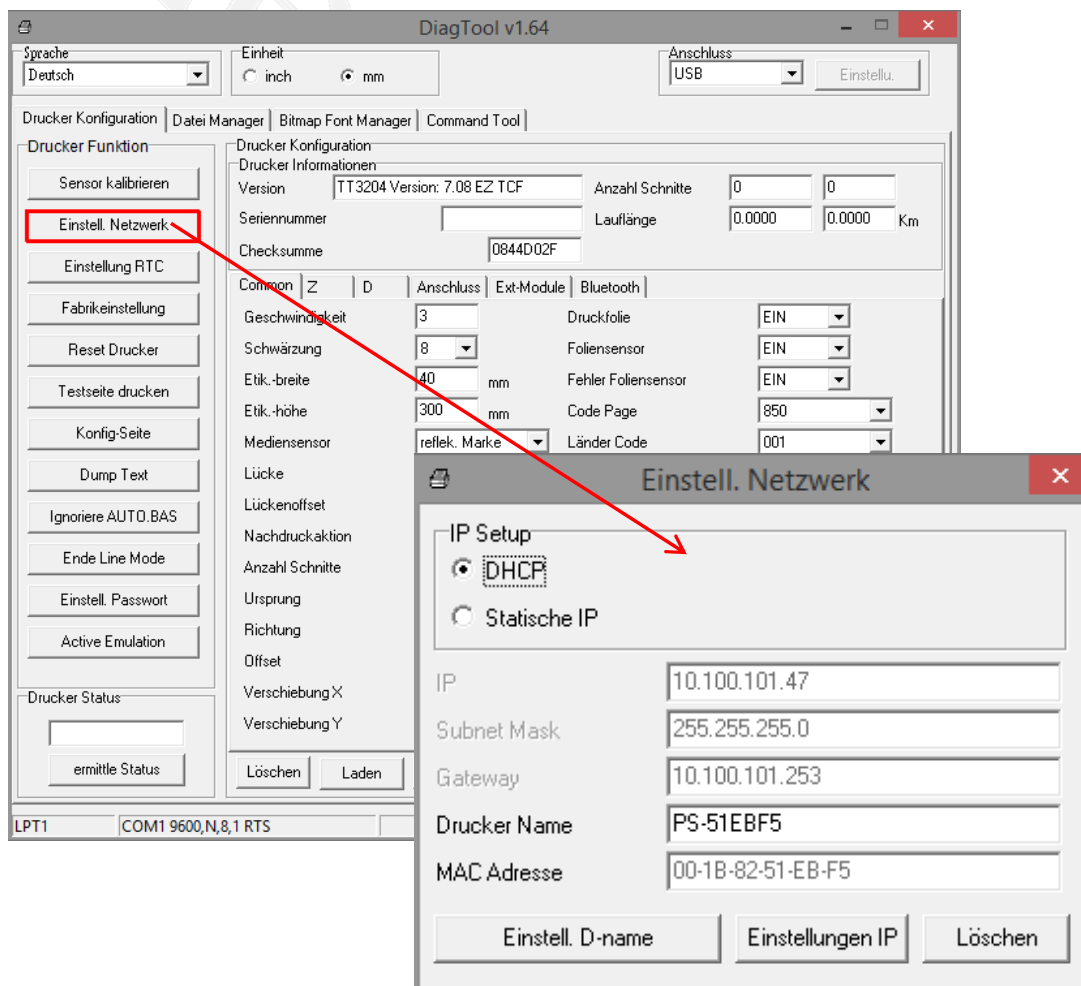 DiagTool v1.64
Sprache
Deutsch
Einheit
inch mm
Anschluss
USB
Einstellu.
Drucker Konfiguration Datei Manager Bitmap Font Manager Command Tool
Drucker Funktion
Sensor kalibrieren
Einstell. Netzwerk
Einstellung RTC
Fabrikeinstellung
Reset Drucker
Testseite drucken
Konfig-Seite
Dump Text
Ignoriere AUTO.BAS
Ende Line Mode
Einstell. Passwort
Active Emulation
Drucker Status
ermittle Status
Drucker Konfiguration
Drucker Informationen
Version TT3204 Version: 7.08 EZ TCF Anzahl Schnitte 0 0
Seriennummer Lauflänge 0.0000 0.0000 Km
Checksumme 0844D02F
Common Z D Anschluss Ext-Module Bluetooth
Geschwindigkeit 3 Druckfolie EIN
Schwärzung 8 Foliensensor EIN
Etik.-breite 40 mm Fehler Foliensensor EIN
Etik.-höhe 300 mm Code Page 850
Mediensensor reflek. Marke Länder Code 001
Lücke
Lückenoffset
Nachdruckaktion
Anzahl Schnitte
Ursprung
Richtung
Offset
Verschiebung X
Verschiebung Y
Löschen Laden
LPT1 COM1 9600,N,8,1 RTS
Einstell. Netzwerk
IP Setup
DHCP
Statische IP
IP 10.100.101.47
Subnet Mask 255.255.255.0
Gateway 10.100.101.253
Drucker Name PS-51EBF5
MAC Adresse 00-1B-82-51-EB-F5
Einstell. D-name Einstellungen IP Löschen